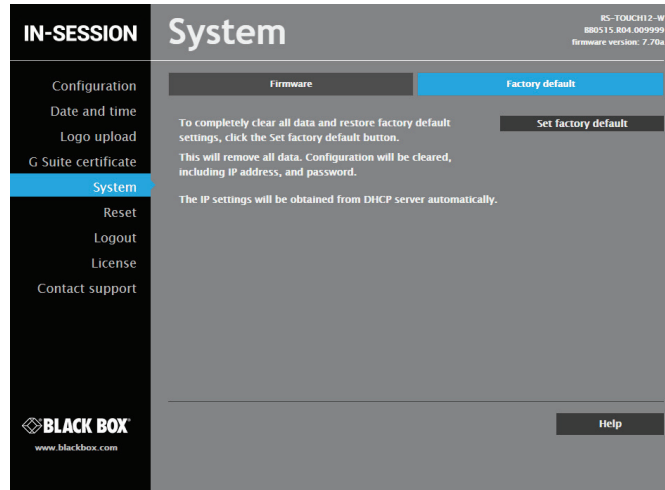 IN-SESSION
System
RS-TOUCH12-W
BB0515.R04.009999
firmware version: 7.70a
Configuration
Date and time
Logo upload
G Suite certificate
System
Reset
Logout
License
Contact support
Firmware
Factory default
To completely clear all data and restore factory default
settings, click the Set factory default button.
Set factory default
This will remove all data. Configuration will be cleared,
including IP address, and password.
The IP settings will be obtained from DHCP server automatically.
Help
BLACK BOX®
www.blackbox.com